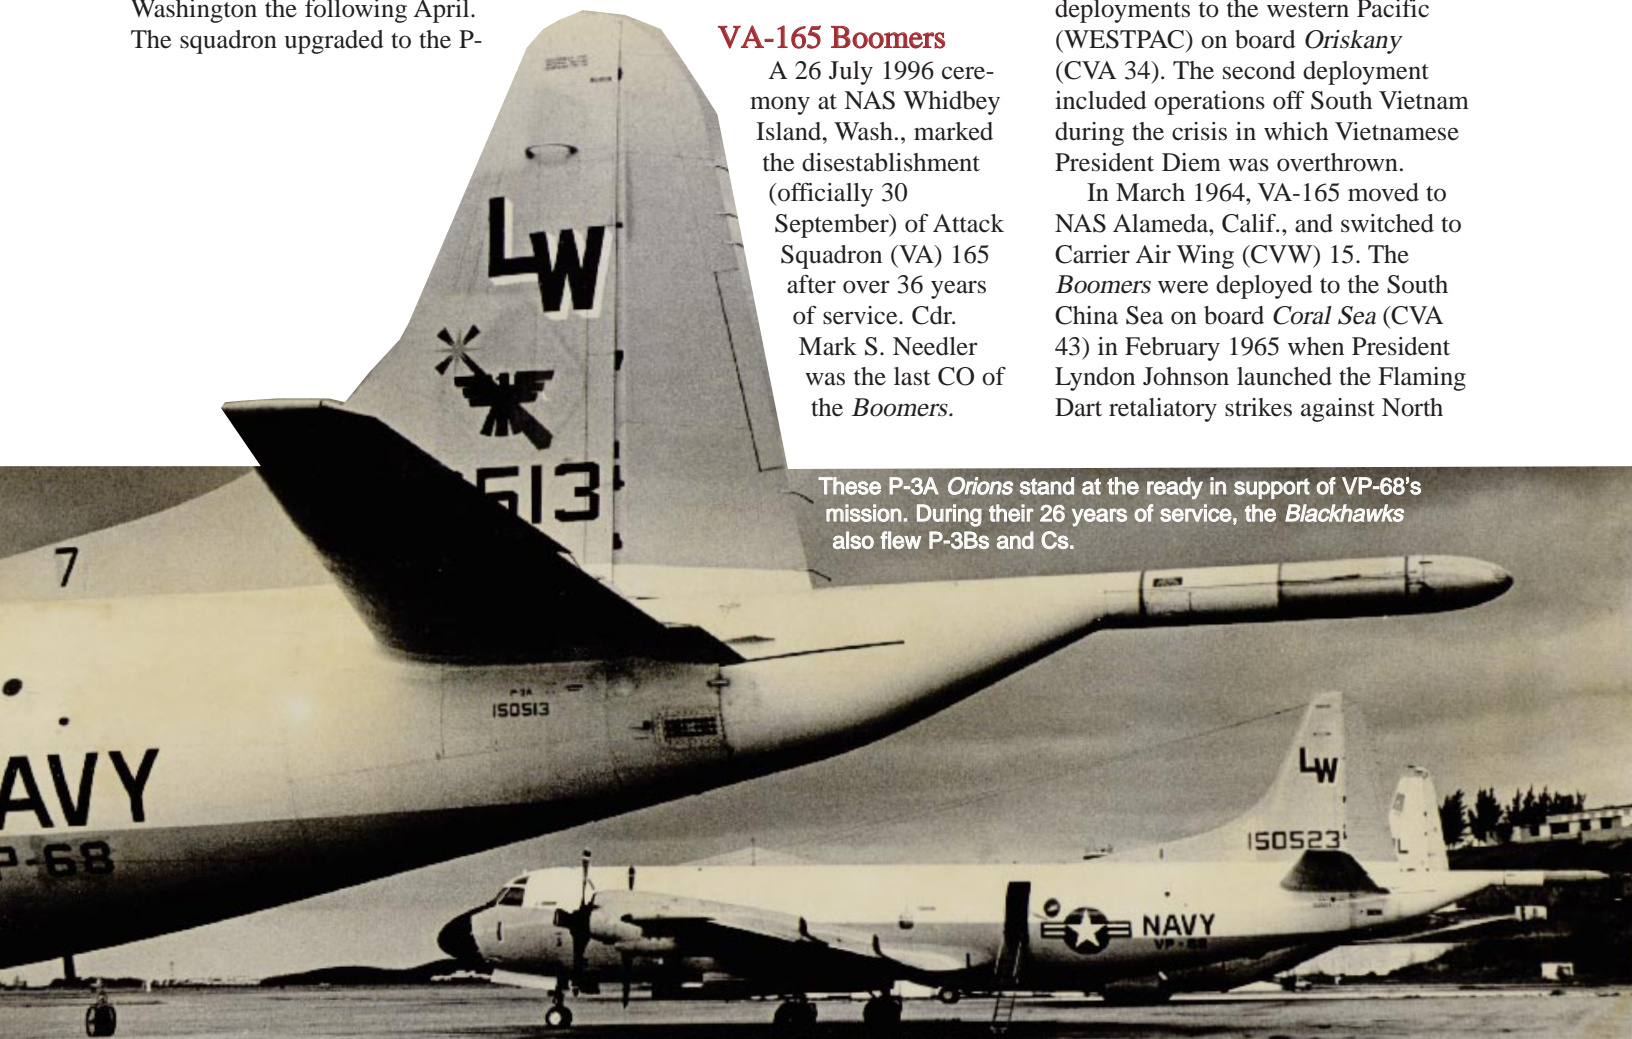 Washington the following April.
The squadron upgraded to the P-
VA-165 Boomers
A 26 July 1996 cere-
mony at NAS Whidbey
Island, Wash., marked
the disestablishment
(officially 30
September) of Attack
Squadron (VA) 165
after over 36 years
of service. Cdr.
Mark S. Needler
was the last CO of
the Boomers.
deployments to the western Pacific
(WESTPAC) on board Oriskany
(CVA 34). The second deployment
included operations off South Vietnam
during the crisis in which Vietnamese
President Diem was overthrown.
In March 1964, VA-165 moved to
NAS Alameda, Calif., and switched to
Carrier Air Wing (CVW) 15. The
Boomers were deployed to the South
China Sea on board Coral Sea (CVA
43) in February 1965 when President
Lyndon Johnson launched the Flaming
Dart retaliatory strikes against North
These P-3A Orions stand at the ready in support of VP-68's
mission. During their 26 years of service, the Blackhawks
also flew P-3Bs and Cs.
LW
513
7
P-3A
150513
AVY
P-68
LW
150523
L
NAVY
VP-68